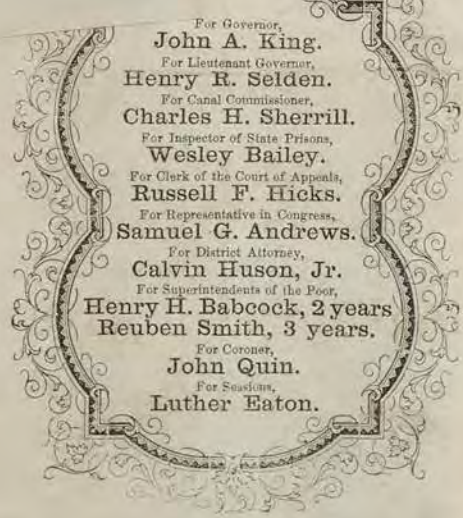 For Governor,
John A. King.
For Lieutenant Governor,
Henry R. Selden.
For Canal Commissioner,
Charles H. Sherrill.
For Inspector of State Prisons,
Wesley Bailey.
For Clerk of the Court of Appeals,
Russell F. Hicks.
For Representative in Congress,
Samuel G. Andrews.
For District Attorney,
Calvin Huson, Jr.
For Superintendents of the Poor,
Henry H. Babcock, 2 years
Reuben Smith, 3 years.
For Coroner,
John Quin.
For Sessions,
Luther Eaton.